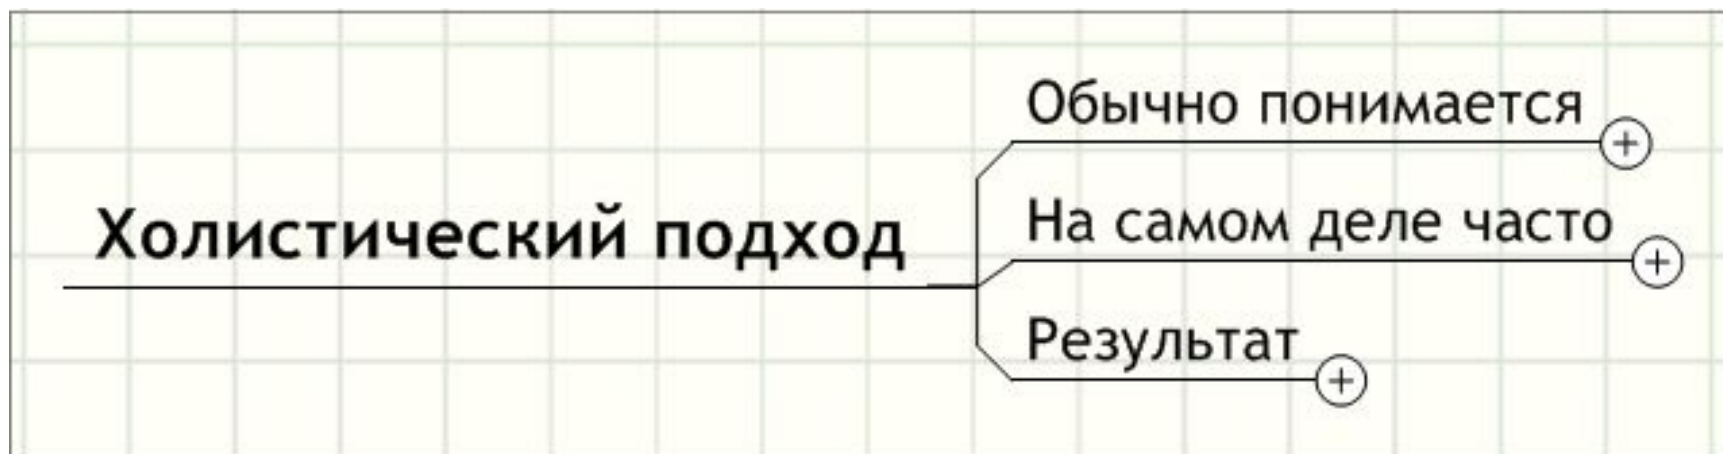 Холистический подход
Обычно понимается
На самом деле часто
Результат